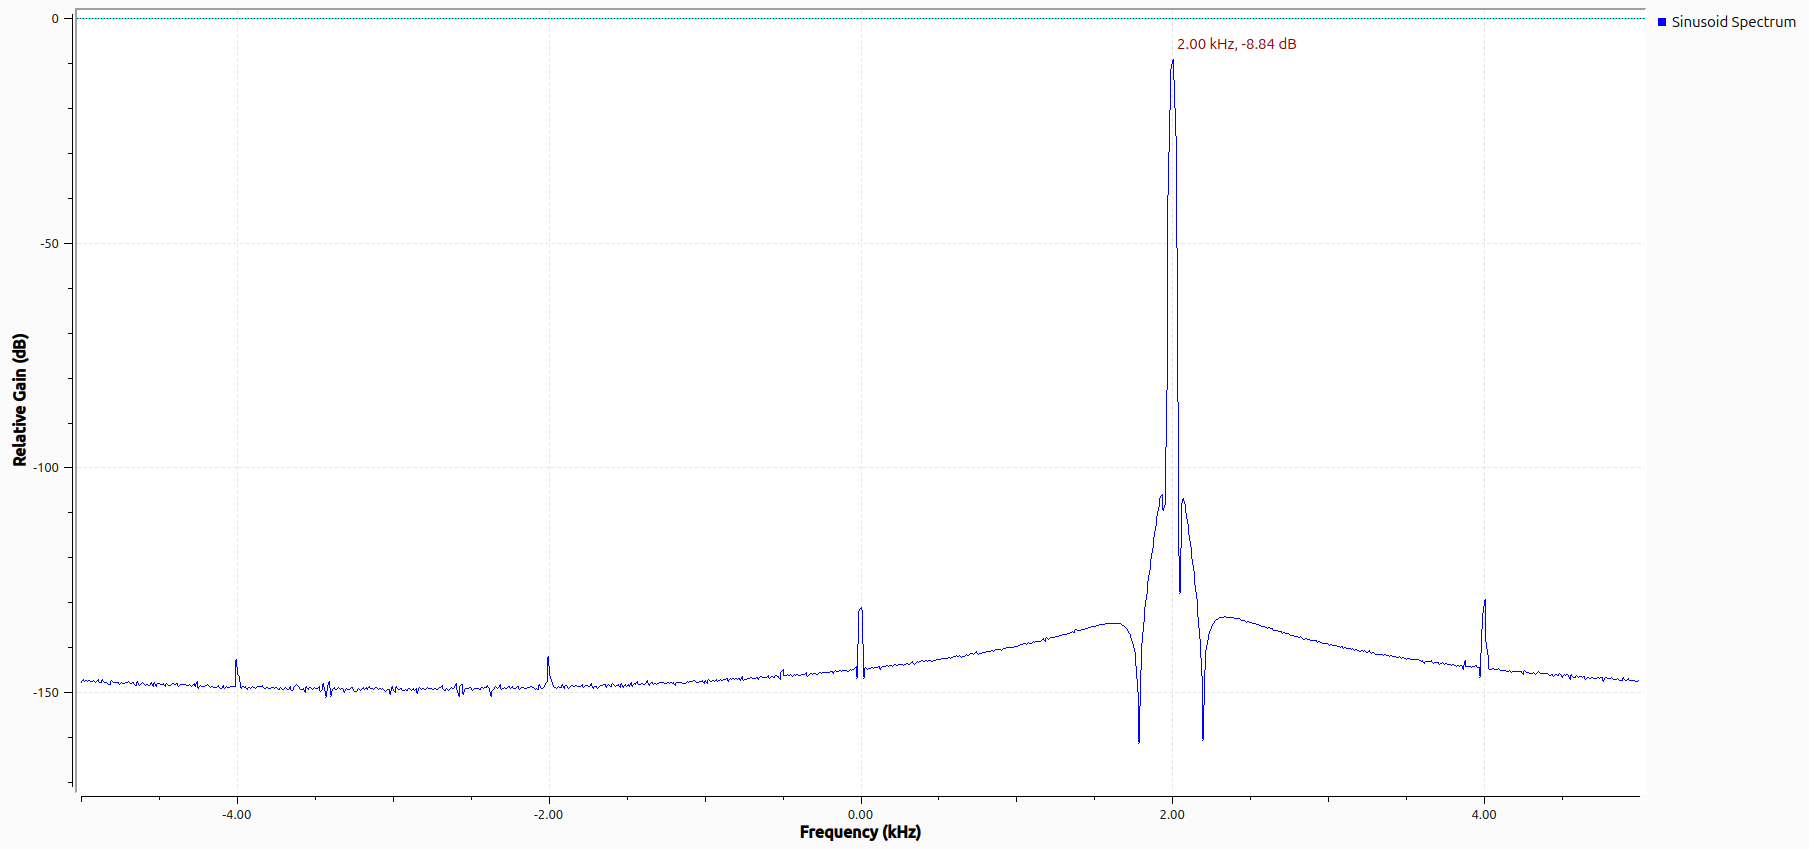 Sinusoid Spectrum
2.00 kHz, -8.84 dB
0
-50
-100
-150
Relative Gain (dB)
-4.00
-2.00
0.00
2.00
4.00
Frequency (kHz)